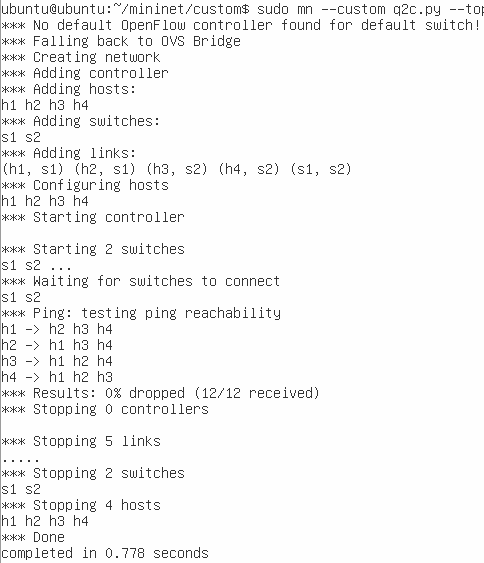 ubuntu@ubuntu:~/mininet/custom$ sudo mn --custom q2c.py --top
*** No default OpenFlow controller found for default switch!
*** Falling back to OVS Bridge
*** Creating network
*** Adding controller
*** Adding hosts:
h1 h2 h3 h4
*** Adding switches:
s1 s2
*** Adding links:
(h1, s1) (h2, s1) (h3, s2) (h4, s2) (s1, s2)
*** Configuring hosts
h1 h2 h3 h4
*** Starting controller

*** Starting 2 switches
s1 s2 ...
*** Waiting for switches to connect
s1 s2
*** Ping: testing ping reachability
h1 -> h2 h3 h4
h2 -> h1 h3 h4
h3 -> h1 h2 h4
h4 -> h1 h2 h3
*** Results: 0% dropped (12/12 received)
*** Stopping 0 controllers

*** Stopping 5 links
.....
*** Stopping 2 switches
s1 s2
*** Stopping 4 hosts
h1 h2 h3 h4
*** Done
completed in 0.778 seconds